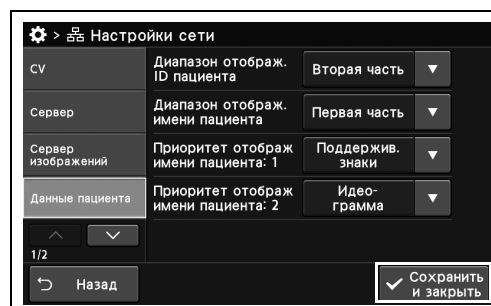 > Настройки сети
CV
Сервер
Сервер
изображений
Данные пациента
1/2
Диапазон отображ.
ID пациента
Вторая часть
Диапазон отображ.
имени пациента
Первая часть
Приоритет отображ
имени пациента: 1
Поддержив.
знаки
Приоритет отображ
имени пациента: 2
Идео-
грамма
Назад
Сохранить
и закрыть